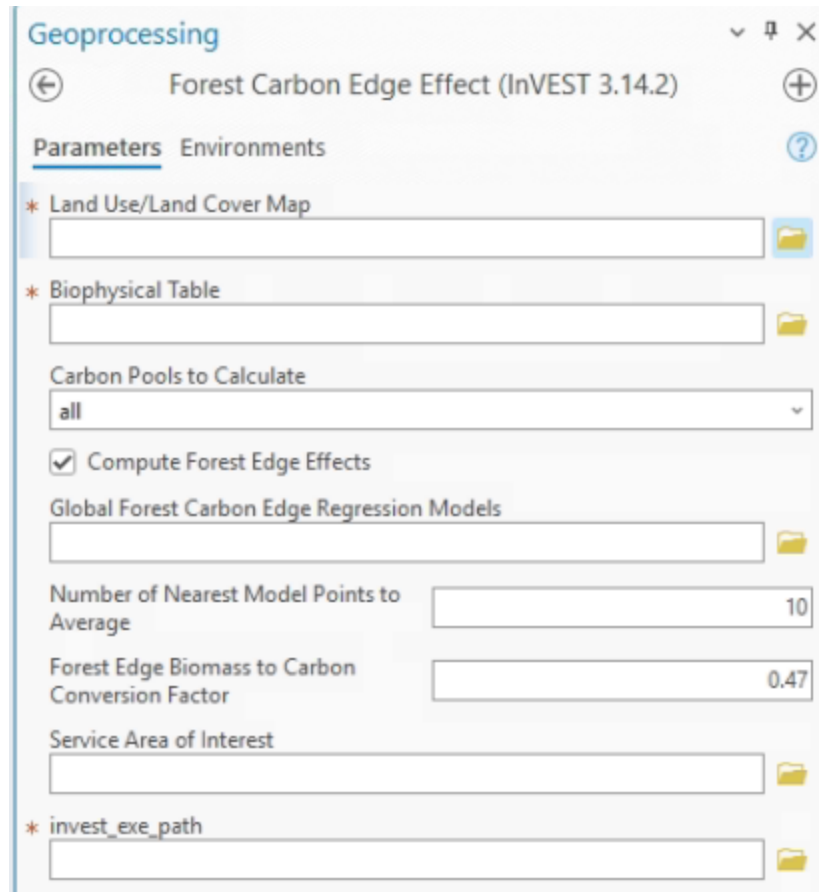 Geoprocessing
Forest Carbon Edge Effect (InVEST 3.14.2)
Parameters Environments
* Land Use/Land Cover Map
* Biophysical Table
Carbon Pools to Calculate
all
Compute Forest Edge Effects
Global Forest Carbon Edge Regression Models
Number of Nearest Model Points to
Average
10
Forest Edge Biomass to Carbon
Conversion Factor
0.47
Service Area of Interest
* invest_exe_path